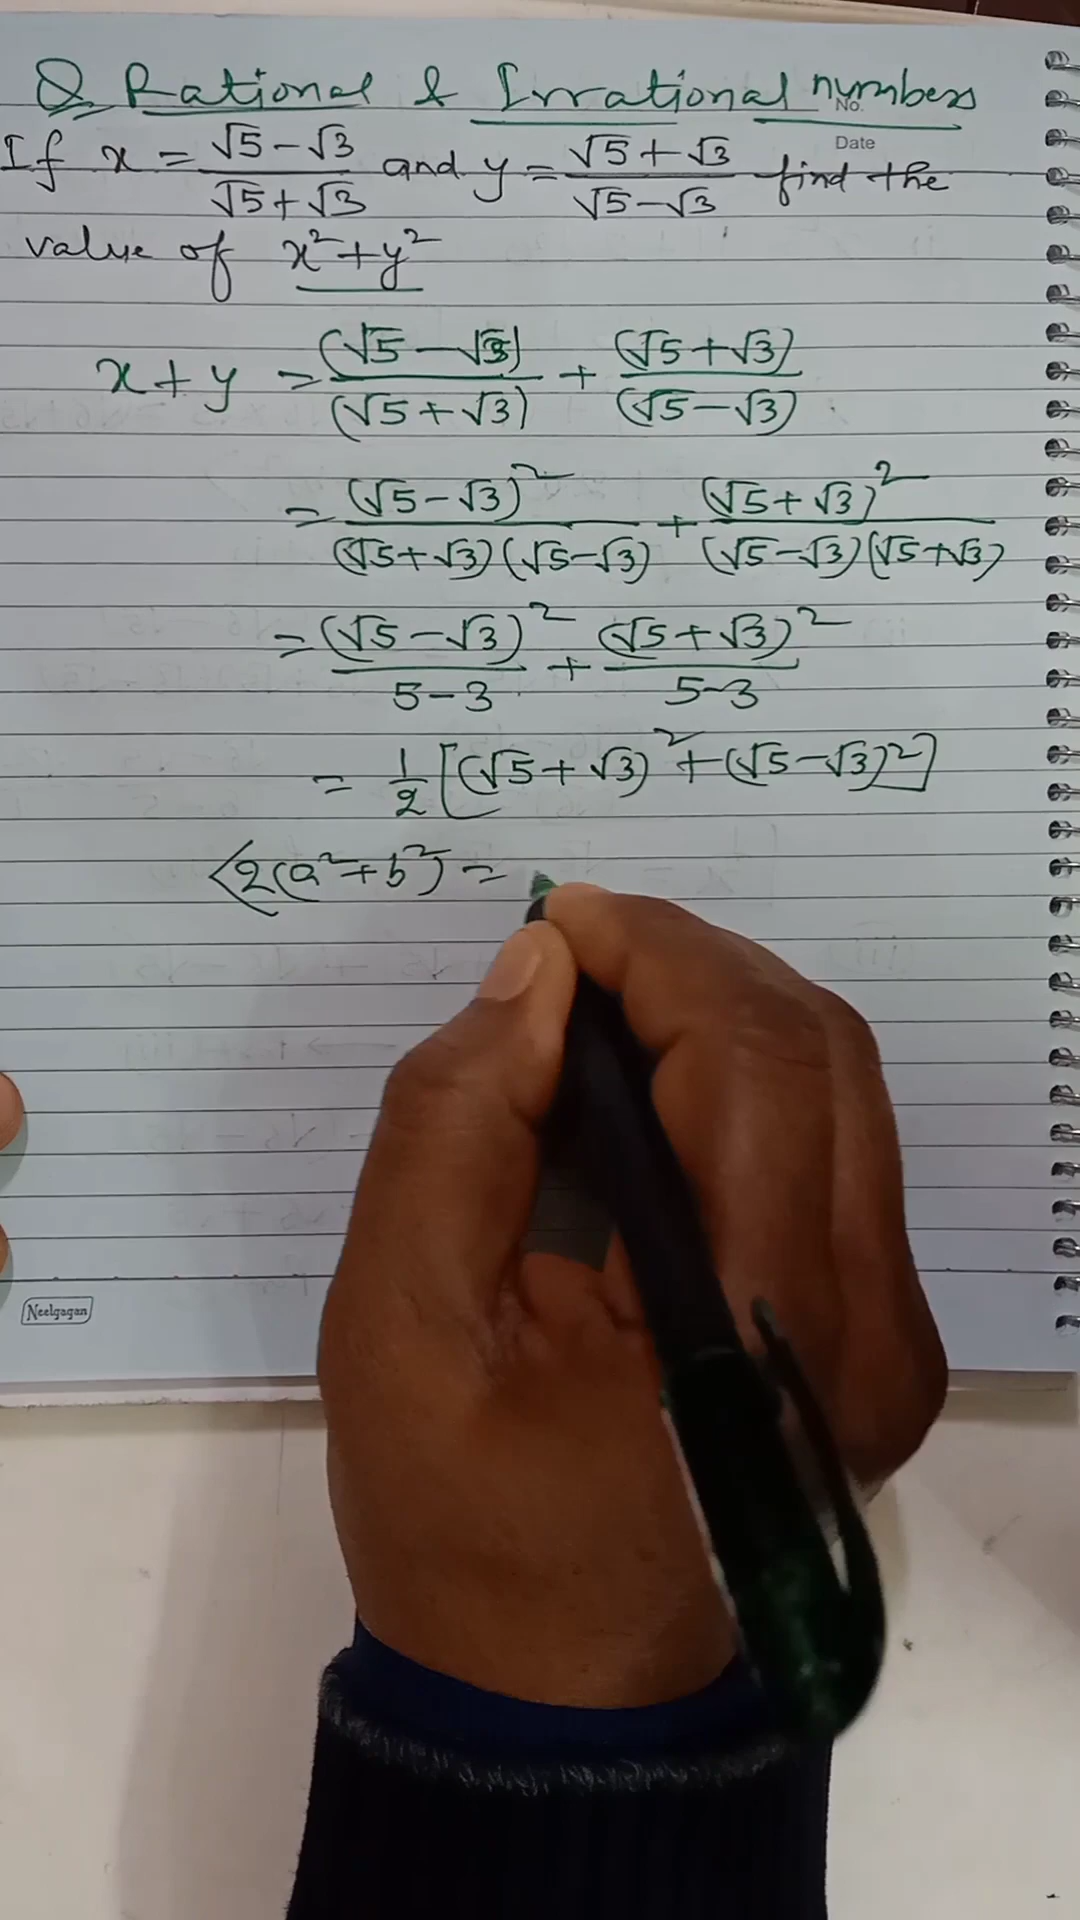 Q Rational & Irrational numbers
No.
Date
If x = √5 - √3 / √5 + √3 and y = √5 + √3 / √5 - √3 find the
value of x² + y²
x + y = (√5 - √3) / (√5 + √3) + (√5 + √3) / (√5 - √3)
= (√5 - √3)² / (√5 + √3)(√5 - √3) + (√5 + √3)² / (√5 - √3)(√5 + √3)
= (√5 - √3)² / 5 - 3 + (√5 + √3)² / 5 - 3
= 1/2 [(√5 + √3)² + (√5 - √3)²]
<2(a² + b²) =
Neelgagan